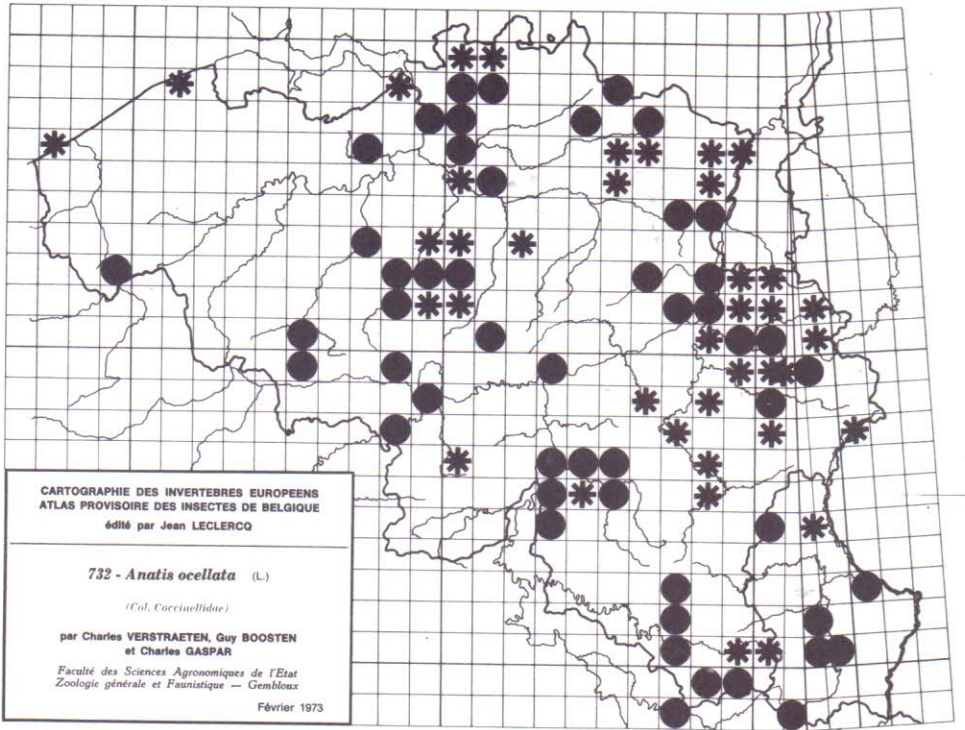 CARTOGRAPHIE DES INVERTEBRES EUROPEENS
ATLAS PROVISOIRE DES INSECTES DE BELGIQUE
édité par Jean LECLERCQ
732 - Anatis ocellata (L.)
(Col. Coccinellidae)
par Charles VERSTRAETEN, Guy BOOSTEN
et Charles GASPAR
Faculté des Sciences Agronomiques de l'Etat
Zoologie générale et Faunistique — Gembloux
Février 1973